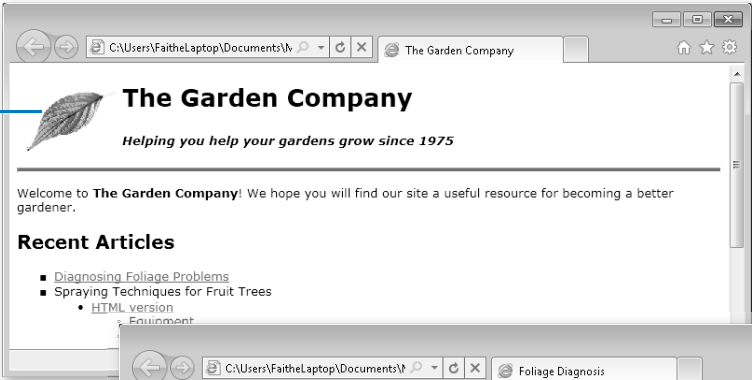 C:\Users\FaitheLaptop\Documents\
The Garden Company
The Garden Company
Helping you help your gardens grow since 1975
Welcome to The Garden Company! We hope you will find our site a useful resource for becoming a better
gardener.
Recent Articles
Diagnosing Foliage Problems
Spraying Techniques for Fruit Trees
HTML version
Equipment
C:\Users\FaitheLaptop\Documents\
Foliage Diagnosis